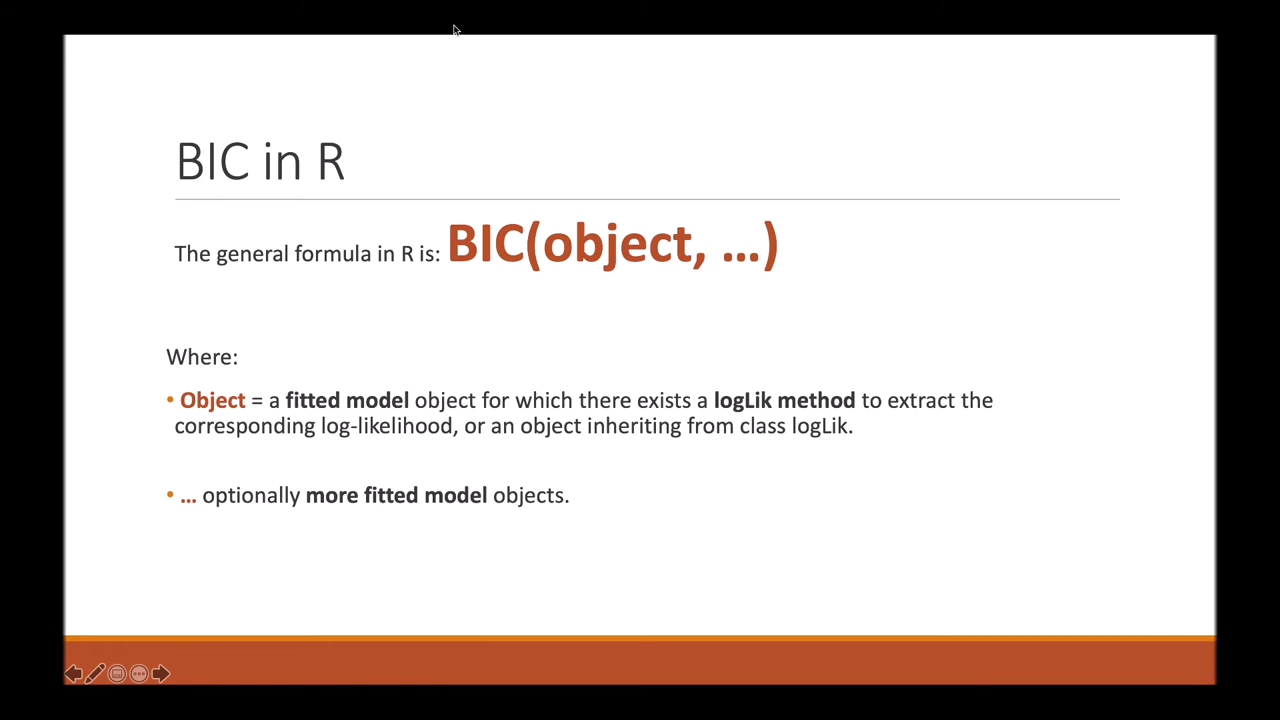 BIC in R
The general formula in R is: BIC(object, …)
Where:
• Object = a fitted model object for which there exists a logLik method to extract the
corresponding log-likelihood, or an object inheriting from class logLik.
• … optionally more fitted model objects.